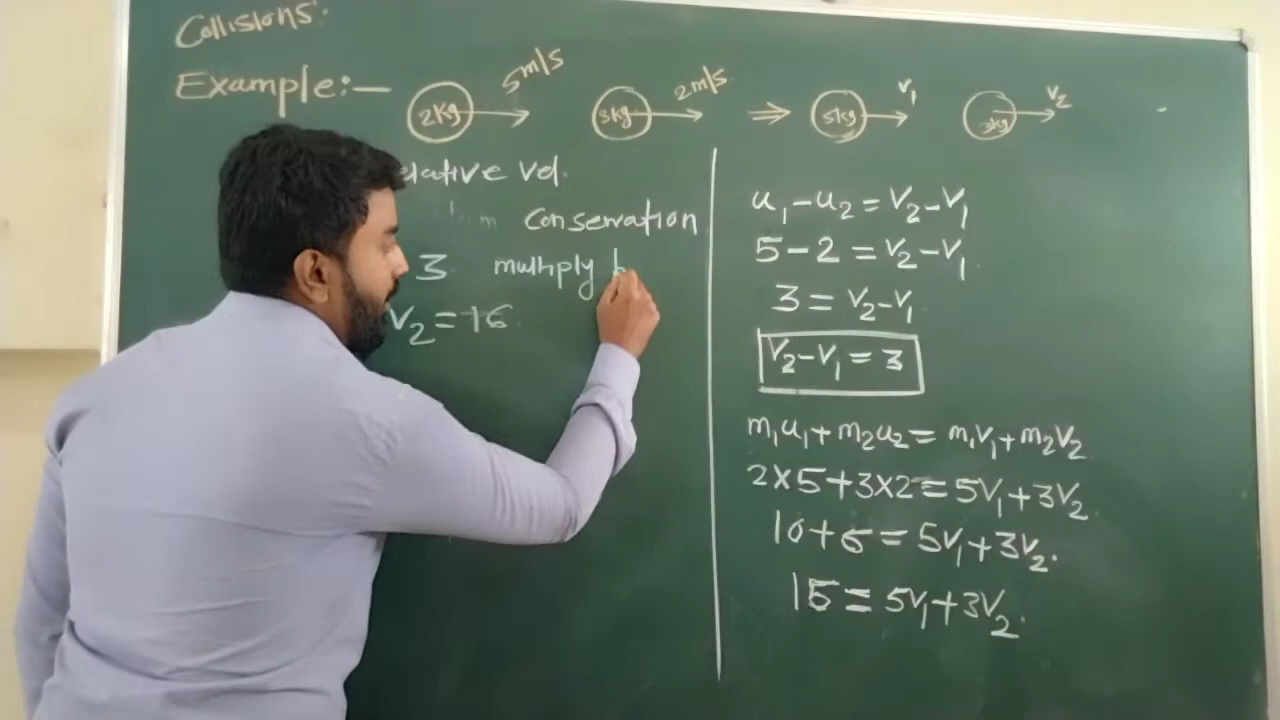 Collisions:
Example:— 2kg 5m/s 3kg 2m/s ⇒ 5kg v₁ 3kg v₂
elative vel.
Conservation
3 multiply b
v₂ = 16
u₁ - u₂ = v₂ - v₁
5 - 2 = v₂ - v₁
3 = v₂ - v₁
v₂ - v₁ = 3
m₁u₁ + m₂u₂ = m₁v₁ + m₂v₂
2×5 + 3×2 = 5v₁ + 3v₂
10 + 6 = 5v₁ + 3v₂.
16 = 5v₁ + 3v₂.